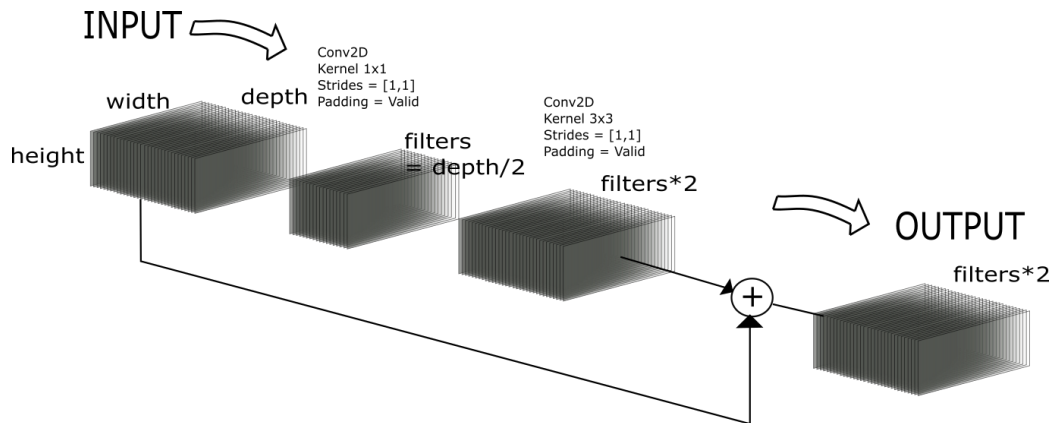 INPUT
Conv2D
Kernel 1x1
Strides = [1,1]
Padding = Valid
width
depth
height
filters
= depth/2
Conv2D
Kernel 3x3
Strides = [1,1]
Padding = Valid
filters*2
+
OUTPUT
filters*2